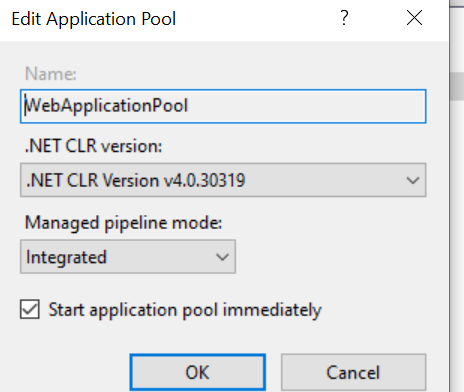 Edit Application Pool
?
Name:
WebApplicationPool
.NET CLR version:
.NET CLR Version v4.0.30319
Managed pipeline mode:
Integrated
Start application pool immediately
OK Cancel